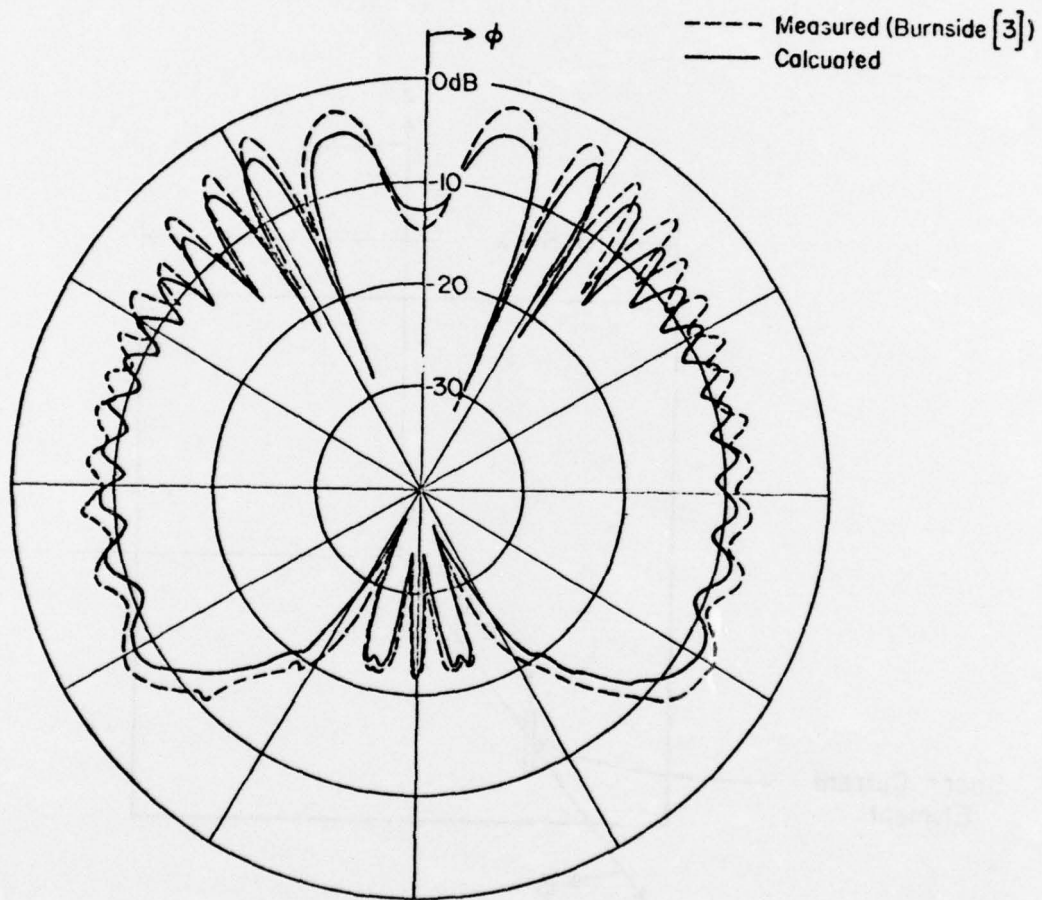 --- Measured (Burnside [3])
— Calcuated
ϕ
0dB
-10
-20
-30